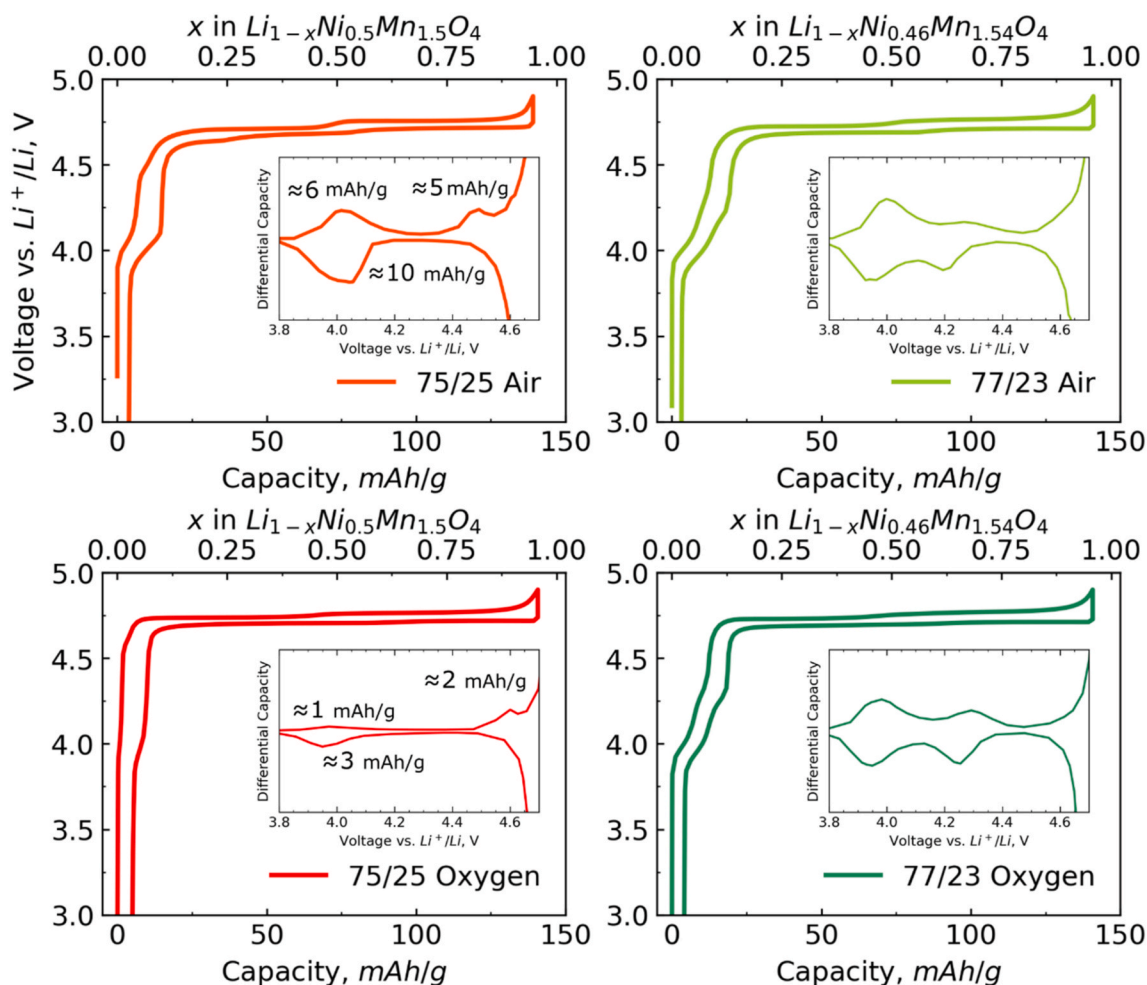 x in Li₁₋ₓNi₀.₅Mn₁.₅O₄
0.00 0.25 0.50 0.75 1.00
Voltage vs. Li⁺/Li, V
5.0
4.5
4.0
3.5
3.0
≈6 mAh/g
≈5 mAh/g
≈10 mAh/g
Differential Capacity
3.8 4.0 4.2 4.4 4.6
Voltage vs. Li⁺/Li, V
75/25 Air
0 50 100 150
Capacity, mAh/g
x in Li₁₋ₓNi₀.₄₆Mn₁.₅₄O₄
0.00 0.25 0.50 0.75 1.00
5.0
4.5
4.0
3.5
3.0
Differential Capacity
3.8 4.0 4.2 4.4 4.6
Voltage vs. Li⁺/Li, V
77/23 Air
0 50 100 150
Capacity, mAh/g
x in Li₁₋ₓNi₀.₅Mn₁.₅O₄
0.00 0.25 0.50 0.75 1.00
5.0
4.5
4.0
3.5
3.0
≈1 mAh/g
≈2 mAh/g
≈3 mAh/g
Differential Capacity
3.8 4.0 4.2 4.4 4.6
Voltage vs. Li⁺/Li, V
75/25 Oxygen
0 50 100 150
Capacity, mAh/g
x in Li₁₋ₓNi₀.₄₆Mn₁.₅₄O₄
0.00 0.25 0.50 0.75 1.00
5.0
4.5
4.0
3.5
3.0
Differential Capacity
3.8 4.0 4.2 4.4 4.6
Voltage vs. Li⁺/Li, V
77/23 Oxygen
0 50 100 150
Capacity, mAh/g